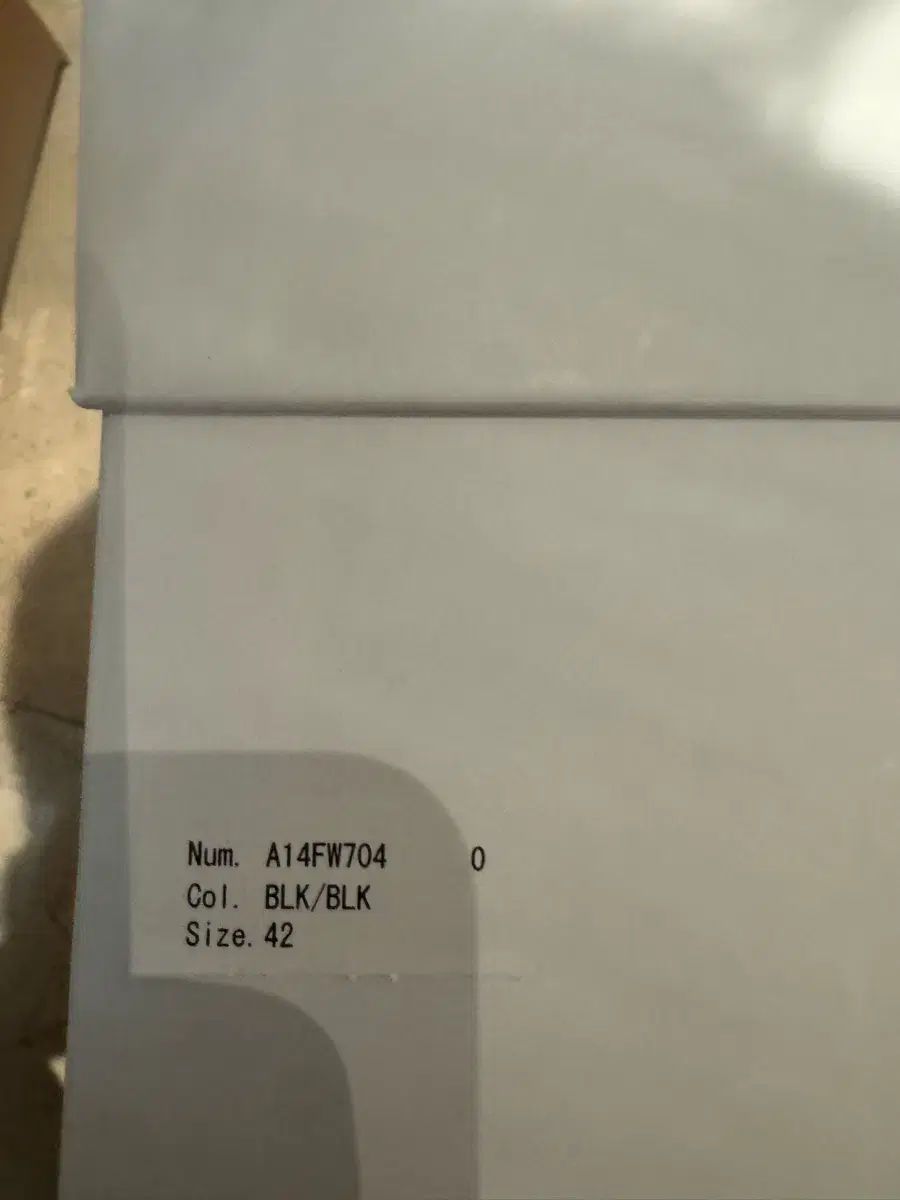 Num. A14FW704 0
Col. BLK/BLK
Size. 42